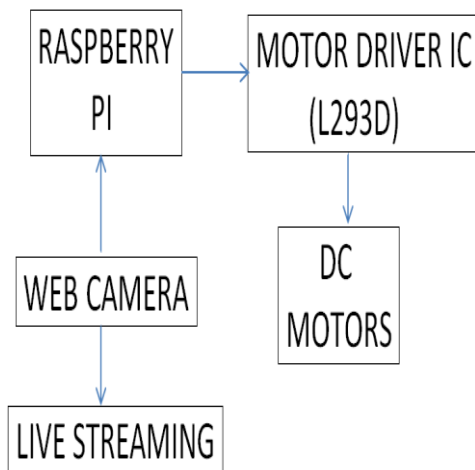 RASPBERRY
PI
MOTOR DRIVER IC
(L293D)
WEB CAMERA
DC
MOTORS
LIVE STREAMING